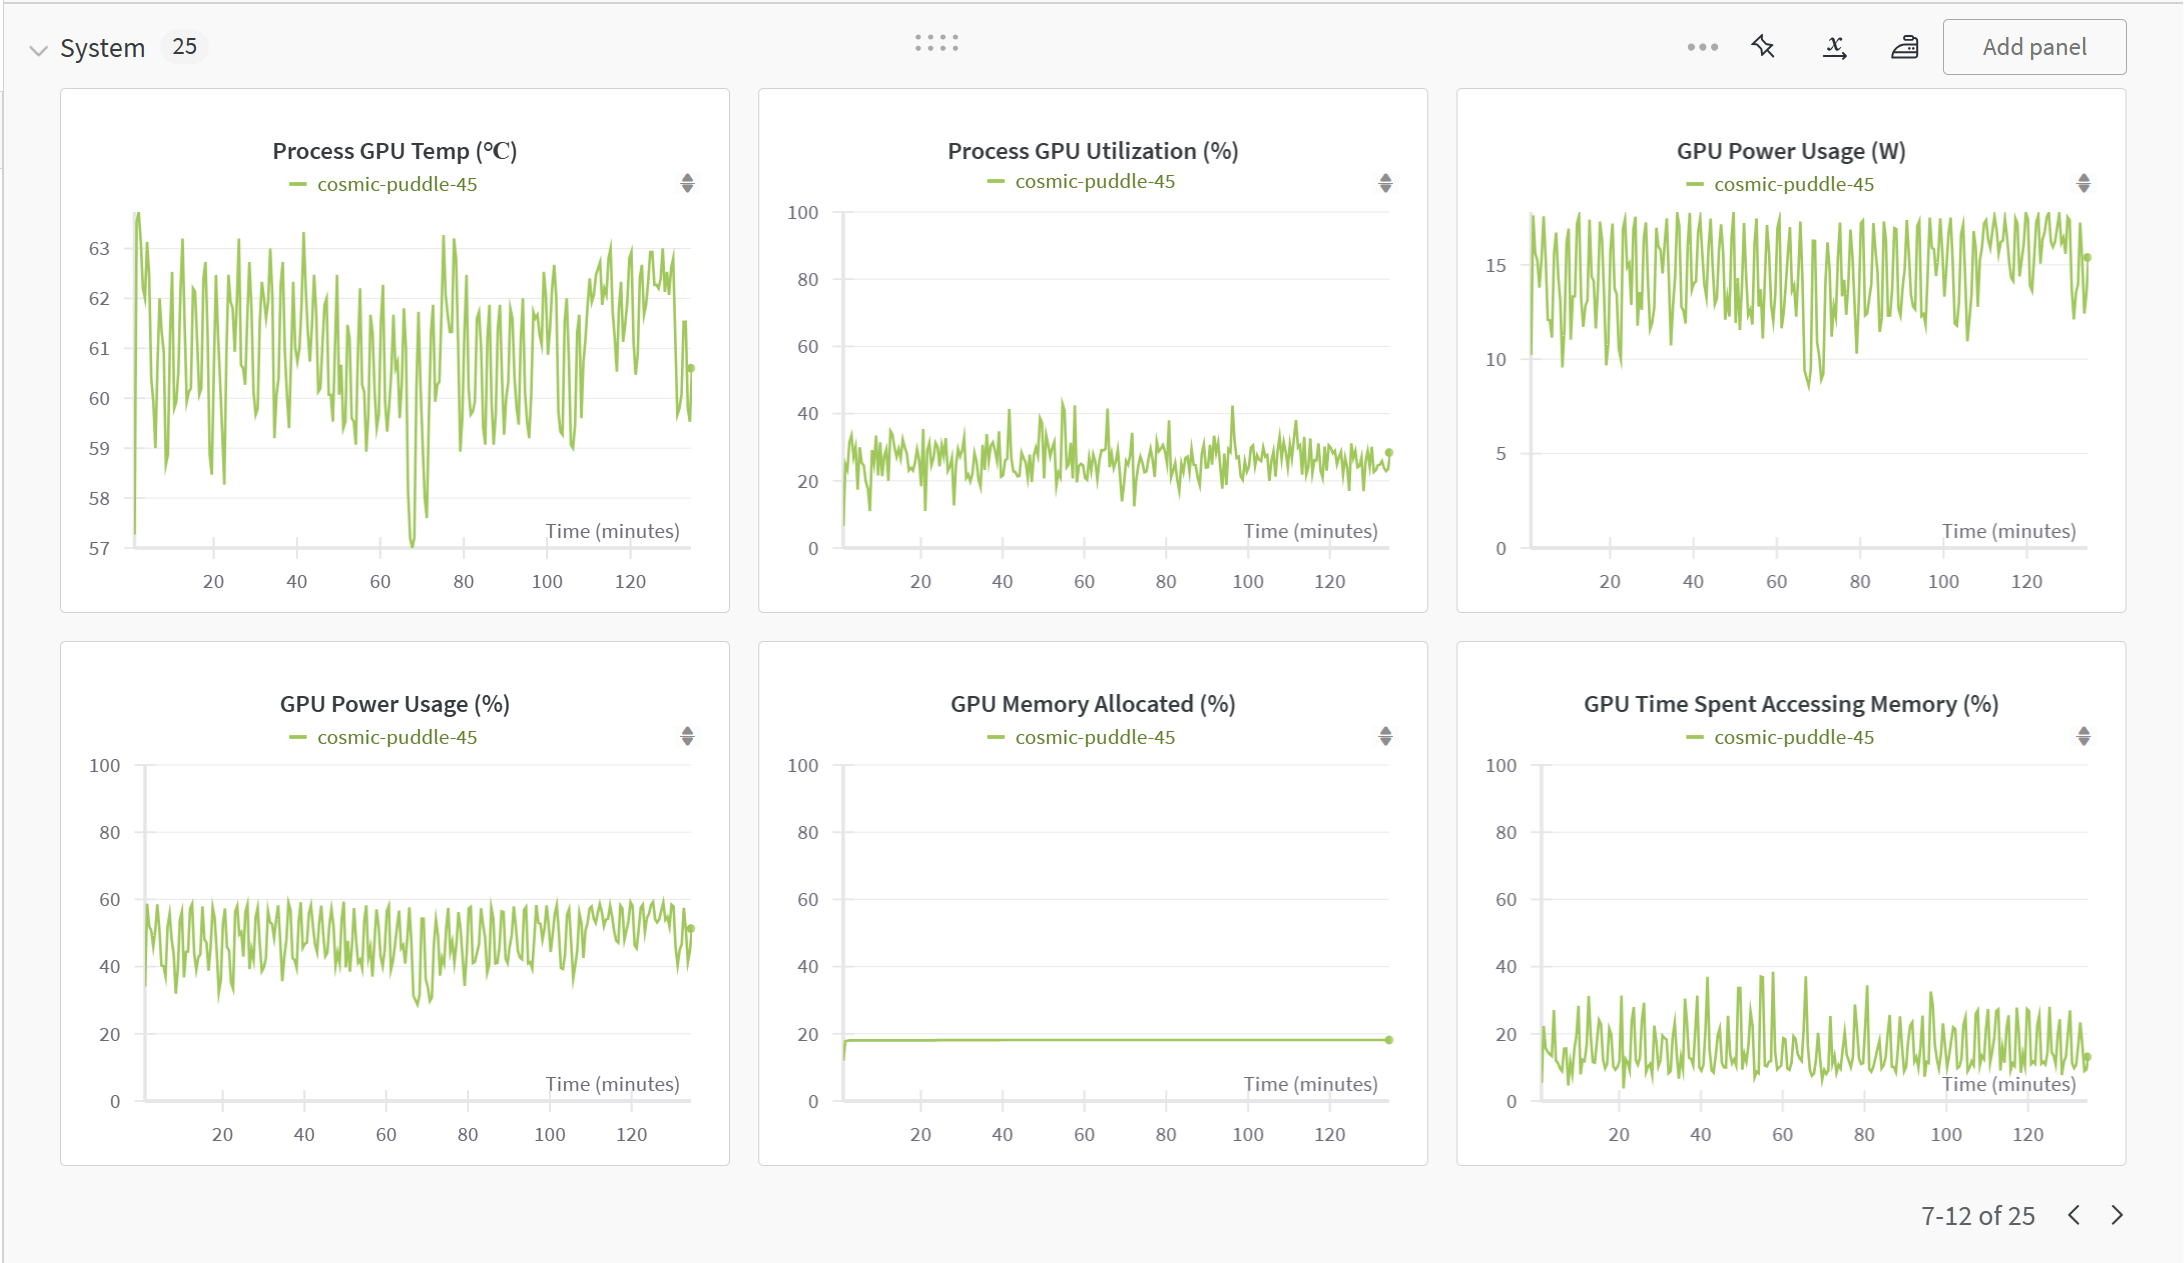 System 25
Add panel
Process GPU Temp (℃)
cosmic-puddle-45
63
62
61
60
59
58
57
Time (minutes)
20 40 60 80 100 120
Process GPU Utilization (%)
cosmic-puddle-45
100
80
60
40
20
0
Time (minutes)
20 40 60 80 100 120
GPU Power Usage (W)
cosmic-puddle-45
15
10
5
0
Time (minutes)
20 40 60 80 100 120
GPU Power Usage (%)
cosmic-puddle-45
100
80
60
40
20
0
Time (minutes)
20 40 60 80 100 120
GPU Memory Allocated (%)
cosmic-puddle-45
100
80
60
40
20
0
Time (minutes)
20 40 60 80 100 120
GPU Time Spent Accessing Memory (%)
cosmic-puddle-45
100
80
60
40
20
0
Time (minutes)
20 40 60 80 100 120
7-12 of 25